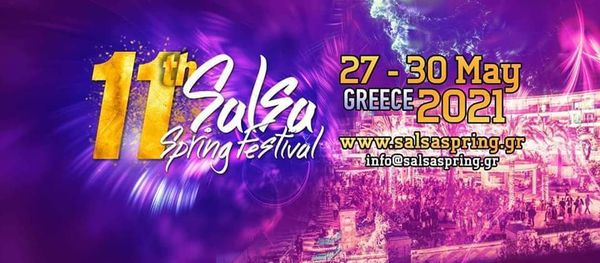 11th Salsa
Spring Festival
27 - 30 May
GREECE 2021
www.salsaspring.gr
info@salsaspring.gr